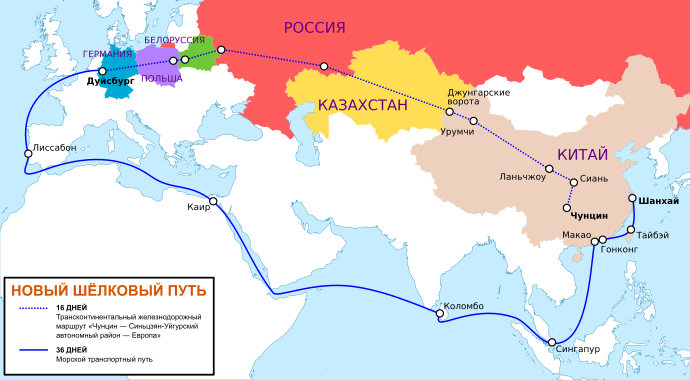 РОССИЯ
БЕЛОРУССИЯ
ГЕРМАНИЯ
ПОЛЬША
Дуйсбург
КАЗАХСТАН
Джунгарские
ворота
Урумчи
КИТАЙ
Лиссабон
Ланьчжоу
Сиань
Каир
Чунцин
Шанхай
Макао
Тайбэй
Гонконг
Коломбо
Сингапур
НОВЫЙ ШЁЛКОВЫЙ ПУТЬ
16 ДНЕЙ
Трансконтинентальный железнодорожный
маршрут «Чунцин — Синьцзян-Уйгурский
автономный район — Европа»
36 ДНЕЙ
Морской транспортный путь